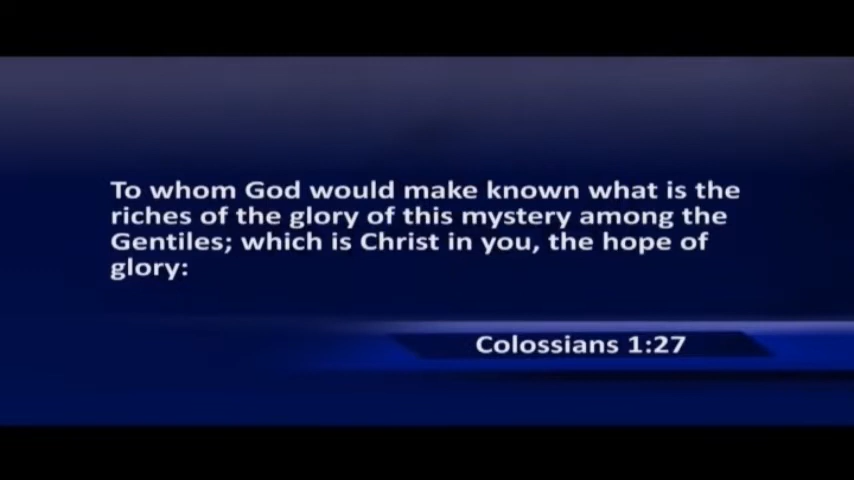 To whom God would make known what is the
riches of the glory of this mystery among the
Gentiles; which is Christ in you, the hope of
glory:
Colossians 1:27